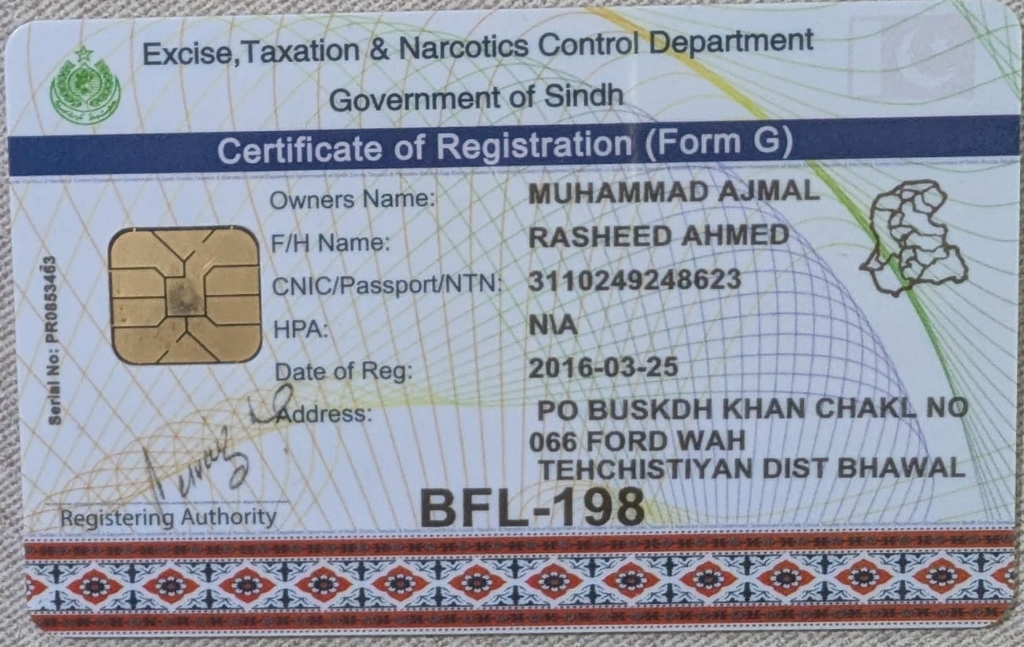 Excise,Taxation & Narcotics Control Department
Government of Sindh
Certificate of Registration (Form G)
Owners Name: MUHAMMAD AJMAL
F/H Name: RASHEED AHMED
CNIC/Passport/NTN: 3110249248623
HPA: N\A
Date of Reg: 2016-03-25
Address: PO BUSKDH KHAN CHAKL NO
066 FORD WAH
TEHCHISTIYAN DIST BHAWAL
BFL-198
Registering Authority
Serial No: PR0853463